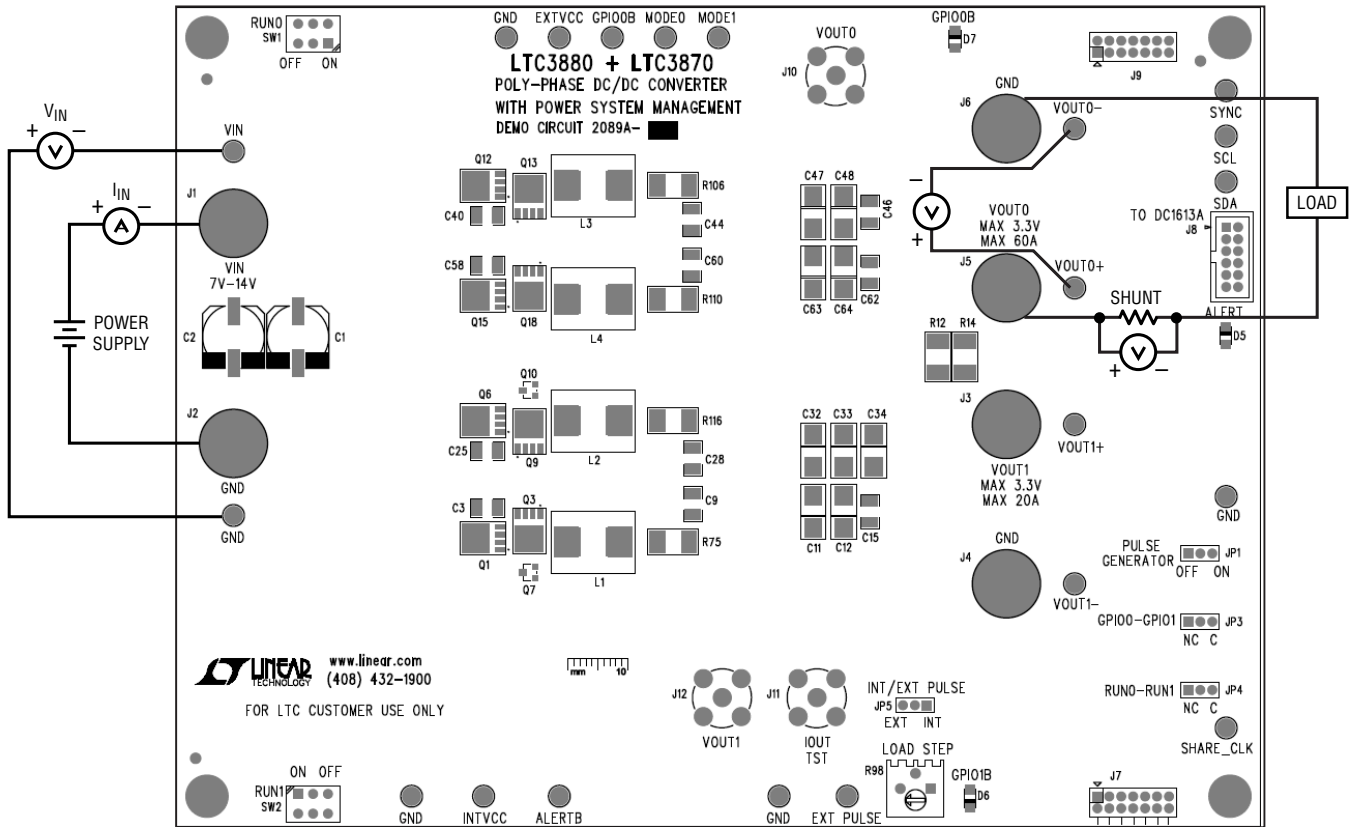 RUN0
SW1
OFF ON
GND EXTVCC GPIO0B MODE0 MODE1
LTC3880 + LTC3870
POLY-PHASE DC/DC CONVERTER
WITH POWER SYSTEM MANAGEMENT
DEMO CIRCUIT 2089A-
VOUT0
J10
GPIO0B
D7
J9
SYNC
SCL
SDA
TO DC1613A
J8
ALERT
D5
GND
J6
VOUT0-
- V +
VOUT0
MAX 3.3V
MAX 60A
J5
VOUT0+
SHUNT
+ V -
LOAD
VIN
+ V -
VIN
IIN
+ A -
J1
VIN
7V-14V
POWER
SUPPLY
C2
C1
J2
GND
GND
Q12
Q13
L3
R106
C40
C44
C58
C60
Q15
Q18
L4
R110
C47
C48
C46
C63
C64
C62
R12
R14
Q10
Q6
R116
C25
Q9
L2
C28
C3
Q3
C9
Q1
Q7
L1
R75
C32
C33
C34
C11
C12
C15
J3
VOUT1+
VOUT1
MAX 3.3V
MAX 20A
GND
J4
VOUT1-
GND
PULSE
GENERATOR
JP1
OFF ON
GPIO0-GPIO1
JP3
NC C
RUN0-RUN1
JP4
NC C
SHARE_CLK
LINEAR
TECHNOLOGY
www.linear.com
(408) 432-1900
FOR LTC CUSTOMER USE ONLY
mm 10
J12
VOUT1
J11
IOUT
TST
INT/EXT PULSE
JP5
EXT INT
LOAD STEP
R98
GPIO1B
D6
J7
ON OFF
RUN1
SW2
GND
INTVCC
ALERTB
GND
EXT PULSE